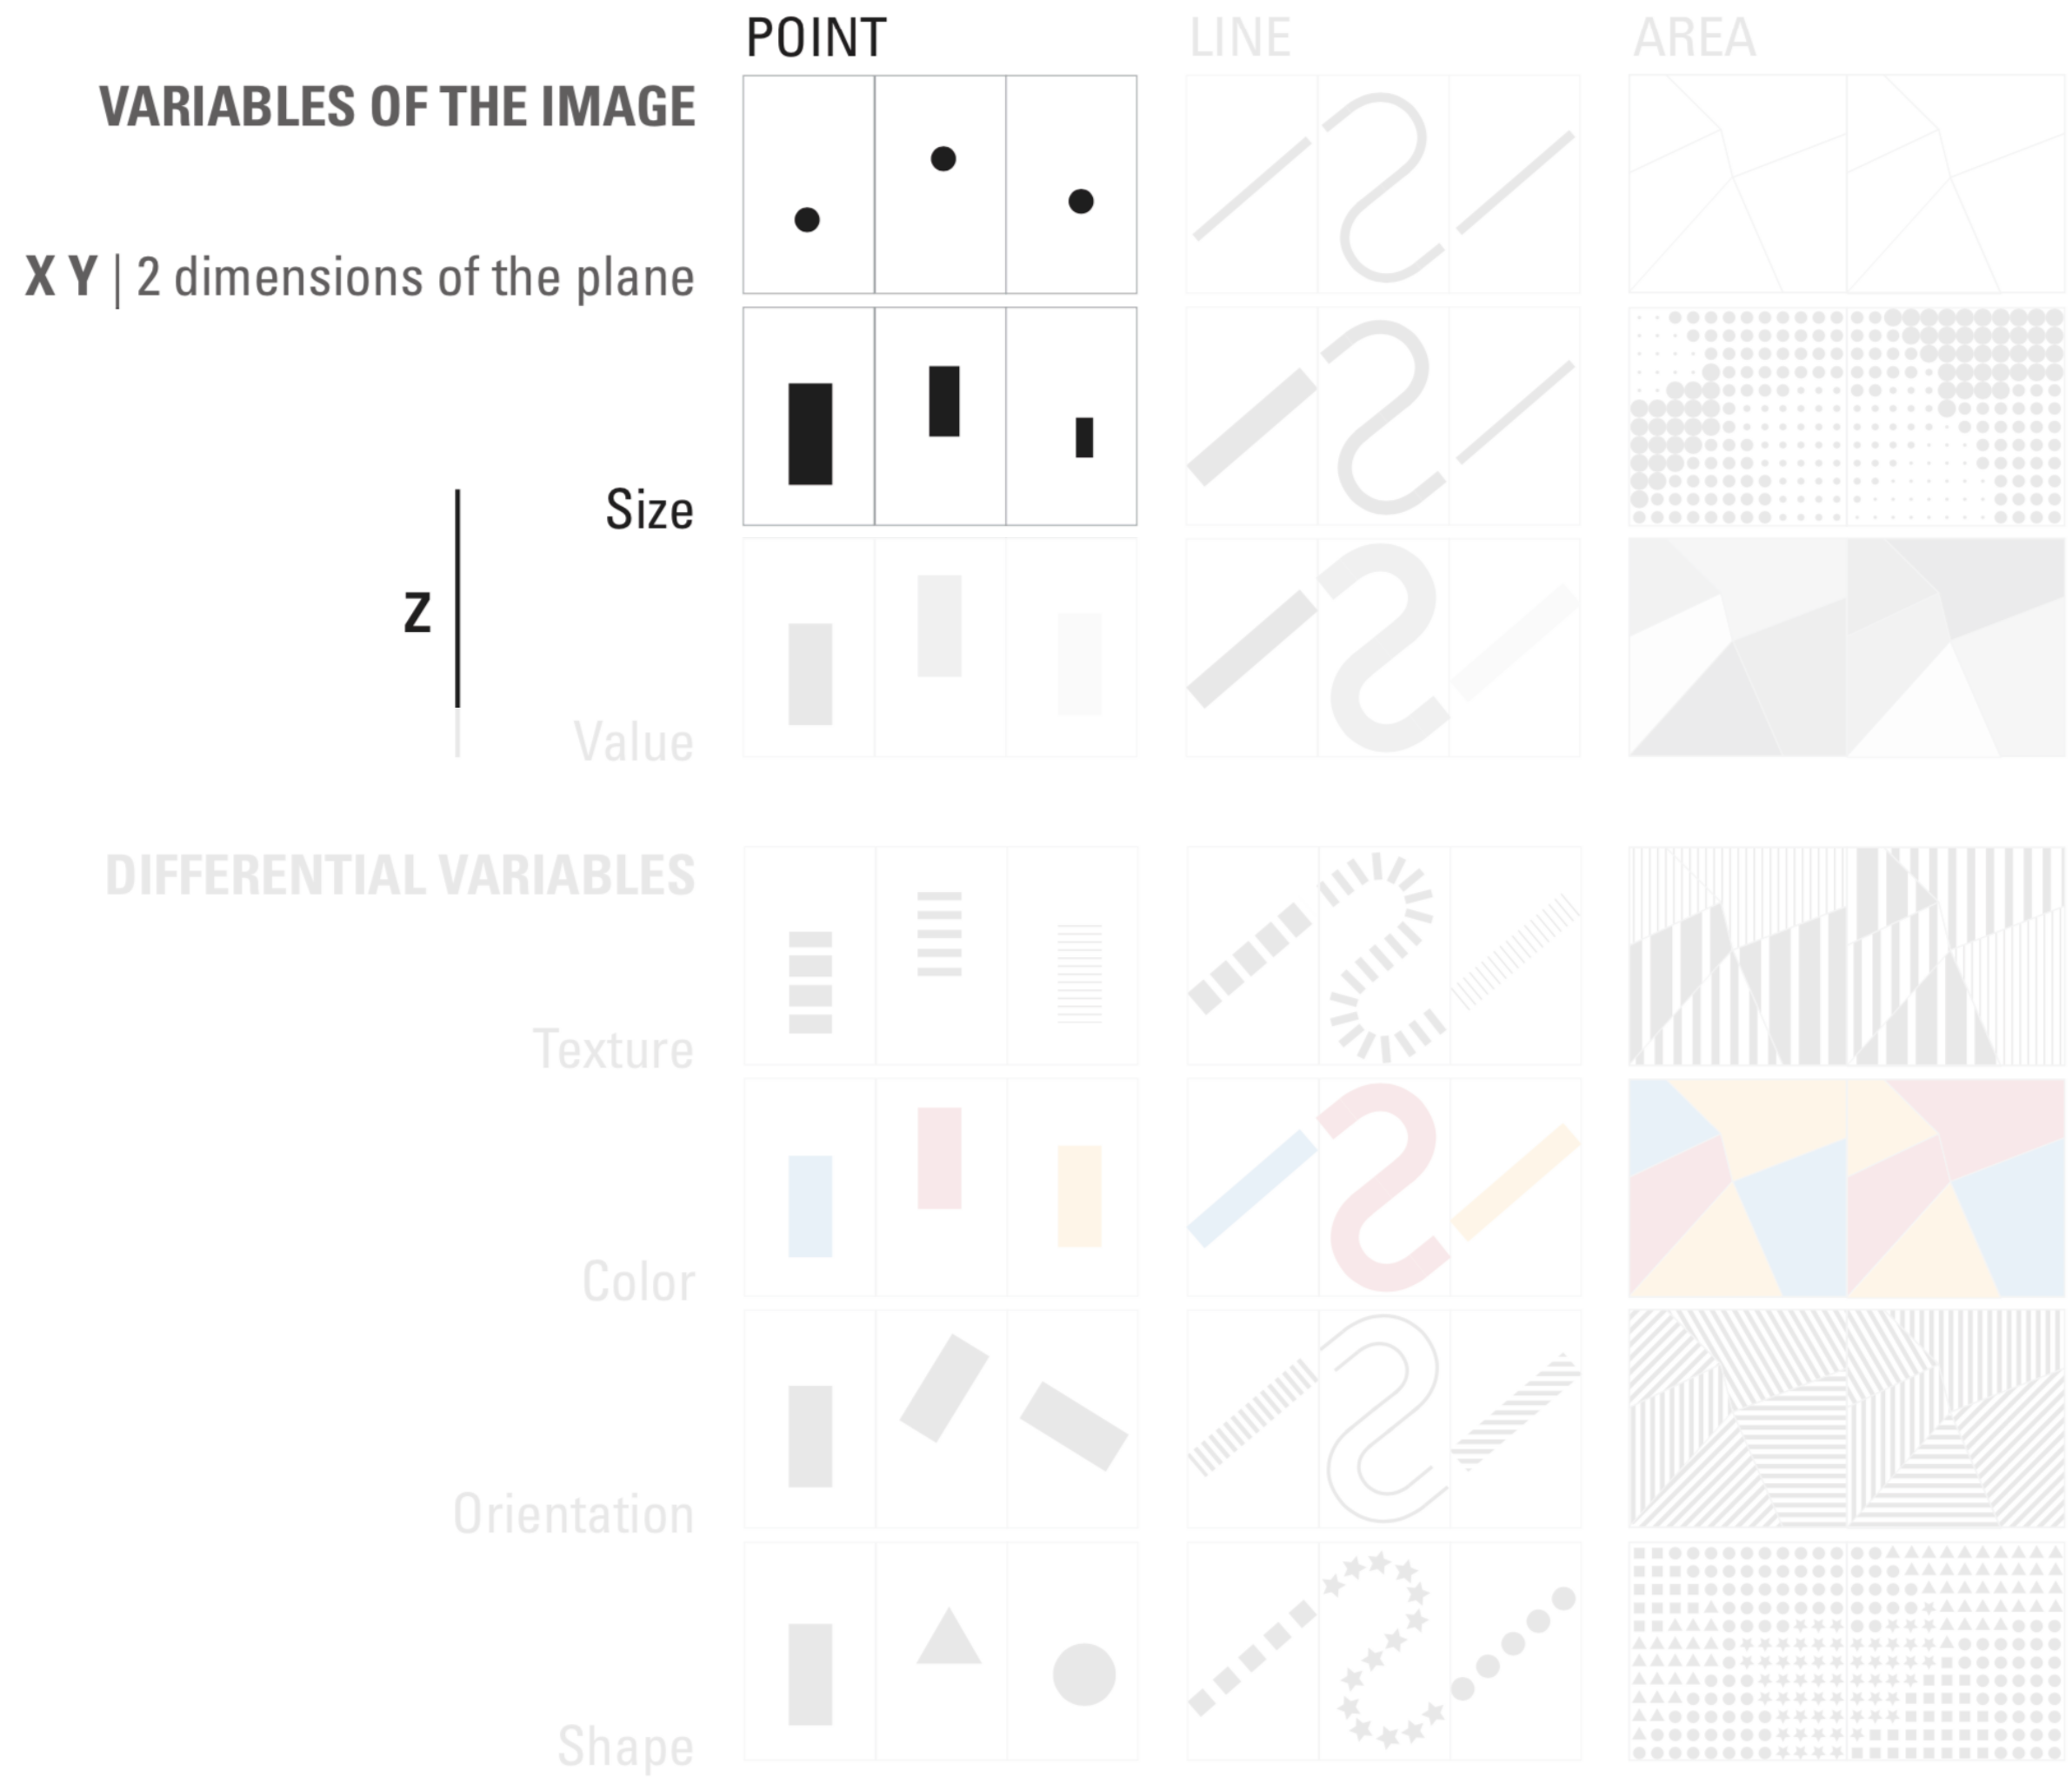 POINT LINE AREA
VARIABLES OF THE IMAGE
X Y | 2 dimensions of the plane
Size
Z
Value
DIFFERENTIAL VARIABLES
Texture
Color
Orientation
Shape